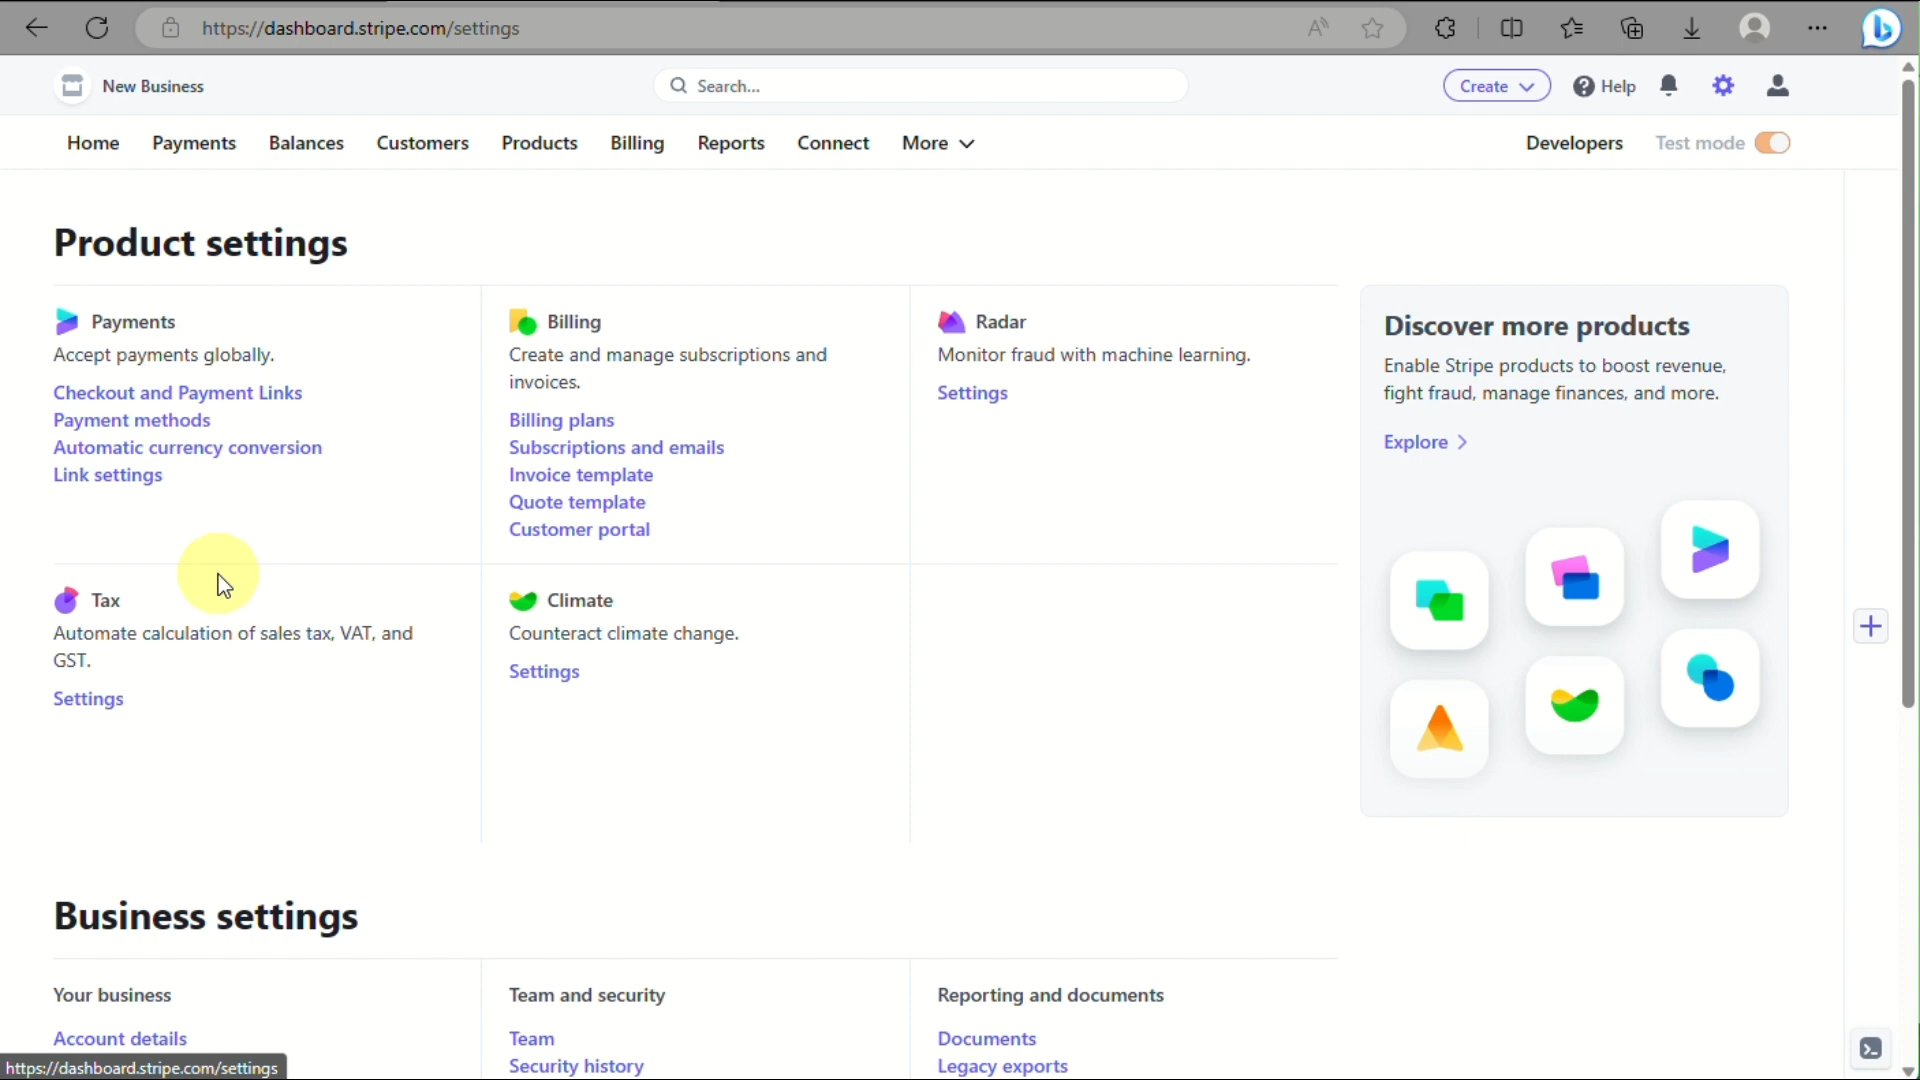 https://dashboard.stripe.com/settings
New Business
Search...
Create
Help
Home
Payments
Balances
Customers
Products
Billing
Reports
Connect
More
Developers
Test mode
Product settings
Payments
Accept payments globally.
Checkout and Payment Links
Payment methods
Automatic currency conversion
Link settings
Billing
Create and manage subscriptions and
invoices.
Billing plans
Subscriptions and emails
Invoice template
Quote template
Customer portal
Radar
Monitor fraud with machine learning.
Settings
Discover more products
Enable Stripe products to boost revenue,
fight fraud, manage finances, and more.
Explore
Tax
Automate calculation of sales tax, VAT, and
GST.
Settings
Climate
Counteract climate change.
Settings
Business settings
Your business
Account details
Team and security
Team
Security history
Reporting and documents
Documents
Legacy exports
https://dashboard.stripe.com/settings